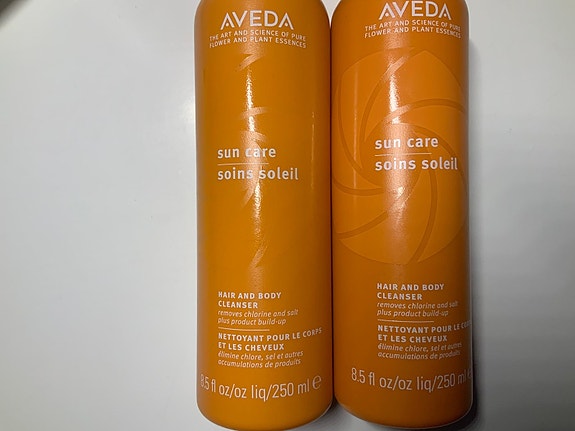 AVEDA
THE ART AND SCIENCE OF PURE
FLOWER AND PLANT ESSENCES
sun care
soins soleil
HAIR AND BODY
CLEANSER
removes chlorine and salt
plus product build-up
NETTOYANT POUR LE CORPS
ET LES CHEVEUX
élimine chlore, sel et autres
accumulations de produits
8.5 fl oz/oz liq/250 ml e
AVEDA
THE ART AND SCIENCE OF PURE
FLOWER AND PLANT ESSENCES
sun care
soins soleil
HAIR AND BODY
CLEANSER
removes chlorine and salt
plus product build-up
NETTOYANT POUR LE CORPS
ET LES CHEVEUX
élimine chlore, sel et autres
accumulations de produits
8.5 fl oz/oz liq/250 ml e